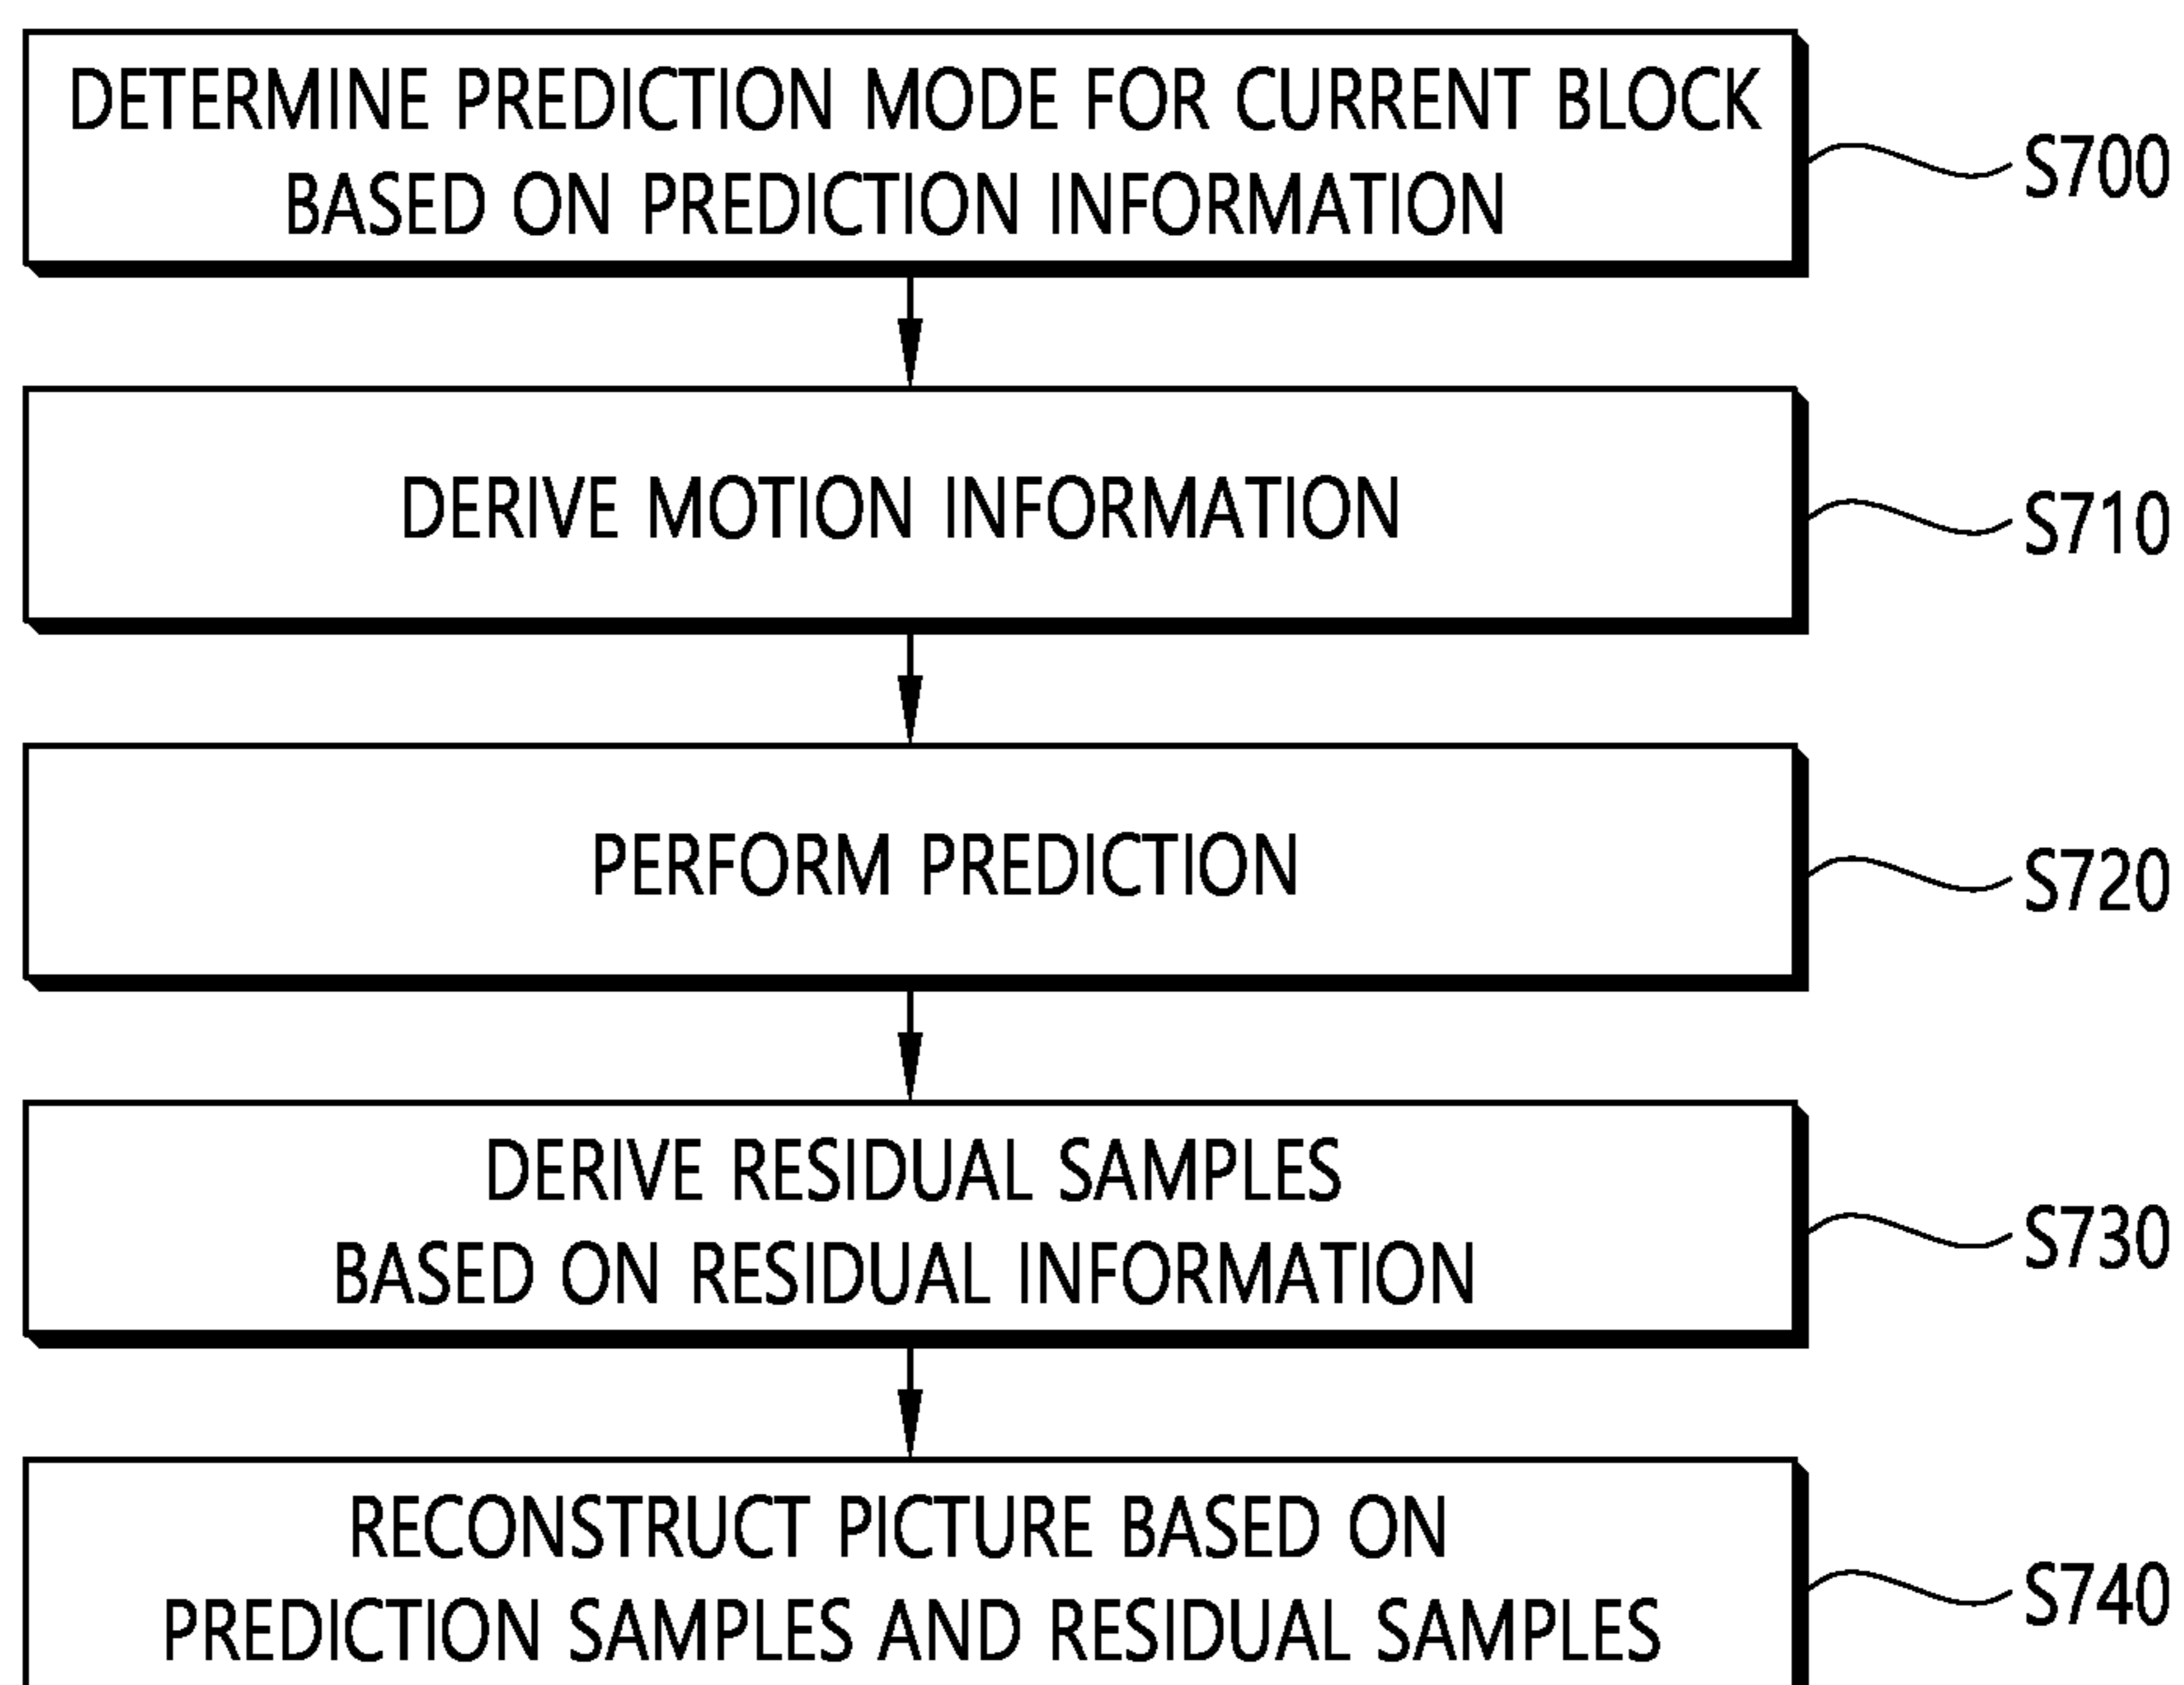 DETERMINE PREDICTION MODE FOR CURRENT BLOCK
BASED ON PREDICTION INFORMATION
S700
DERIVE MOTION INFORMATION
S710
PERFORM PREDICTION
S720
DERIVE RESIDUAL SAMPLES
BASED ON RESIDUAL INFORMATION
S730
RECONSTRUCT PICTURE BASED ON
PREDICTION SAMPLES AND RESIDUAL SAMPLES
S740